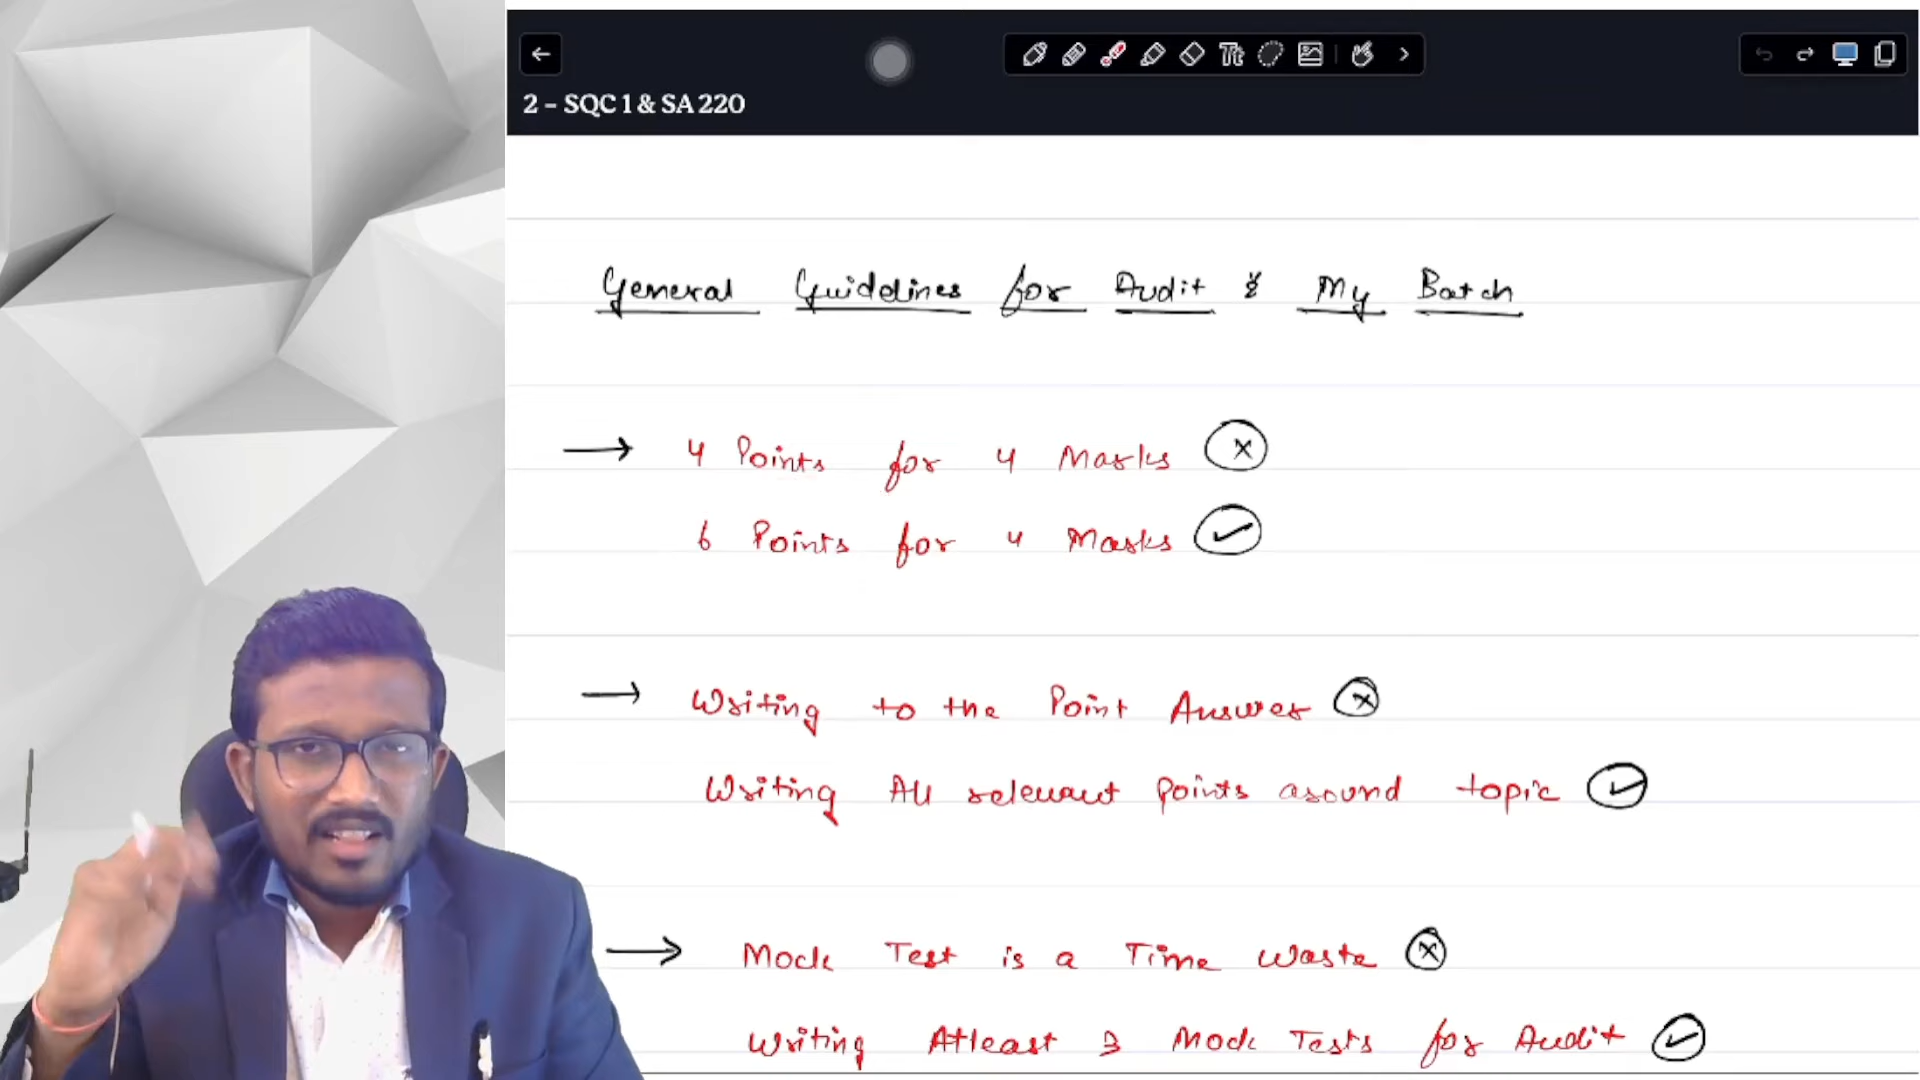 2 - SQC 1 & SA 220
General Guidelines for Audit & My Batch
→ 4 Points for 4 Marks ✗
6 Points for 4 Marks ✓
→ Writing to the Point Answer ✗
Writing All relevant Points around topic ✓
→ Mock Test is a Time Waste ✗
Writing Atleast 3 Mock Tests for Audit ✓